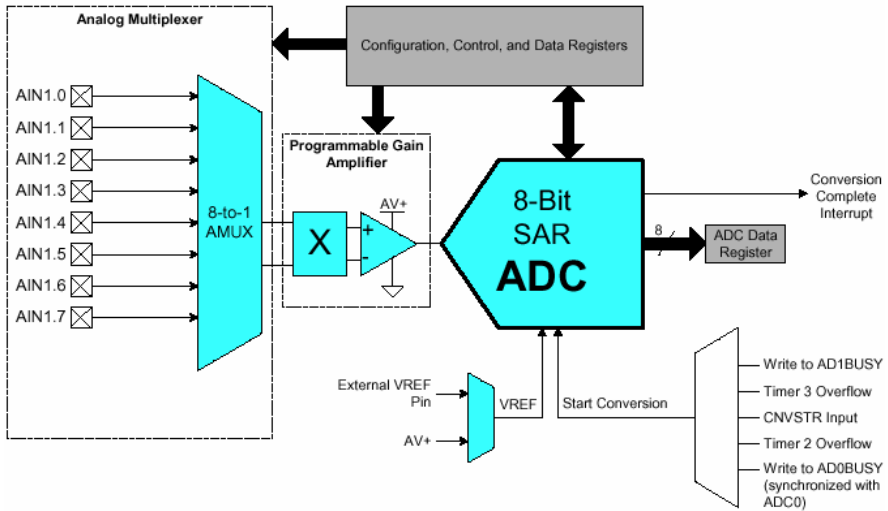 Analog Multiplexer
Configuration, Control, and Data Registers
AIN1.0
AIN1.1
AIN1.2
AIN1.3
AIN1.4
AIN1.5
AIN1.6
AIN1.7
8-to-1
AMUX
Programmable Gain
Amplifier
X
AV+
+
-
8-Bit
SAR
ADC
Conversion
Complete
Interrupt
8
ADC Data
Register
External VREF
Pin
AV+
VREF
Start Conversion
Write to AD1BUSY
Timer 3 Overflow
CNVSTR Input
Timer 2 Overflow
Write to AD0BUSY
(synchronized with
ADC0)